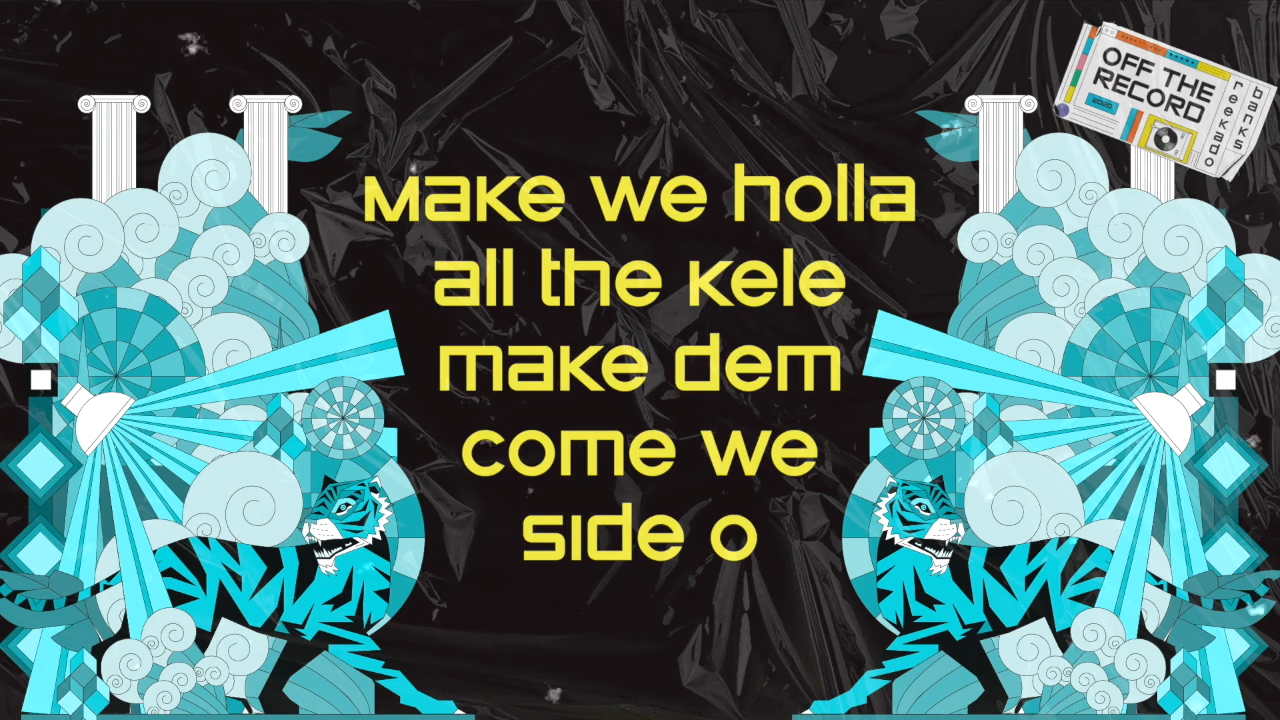 Make we holla
all the kele
make dem
come we
side o
OFF THE
RECORD
2020
reekado
banks